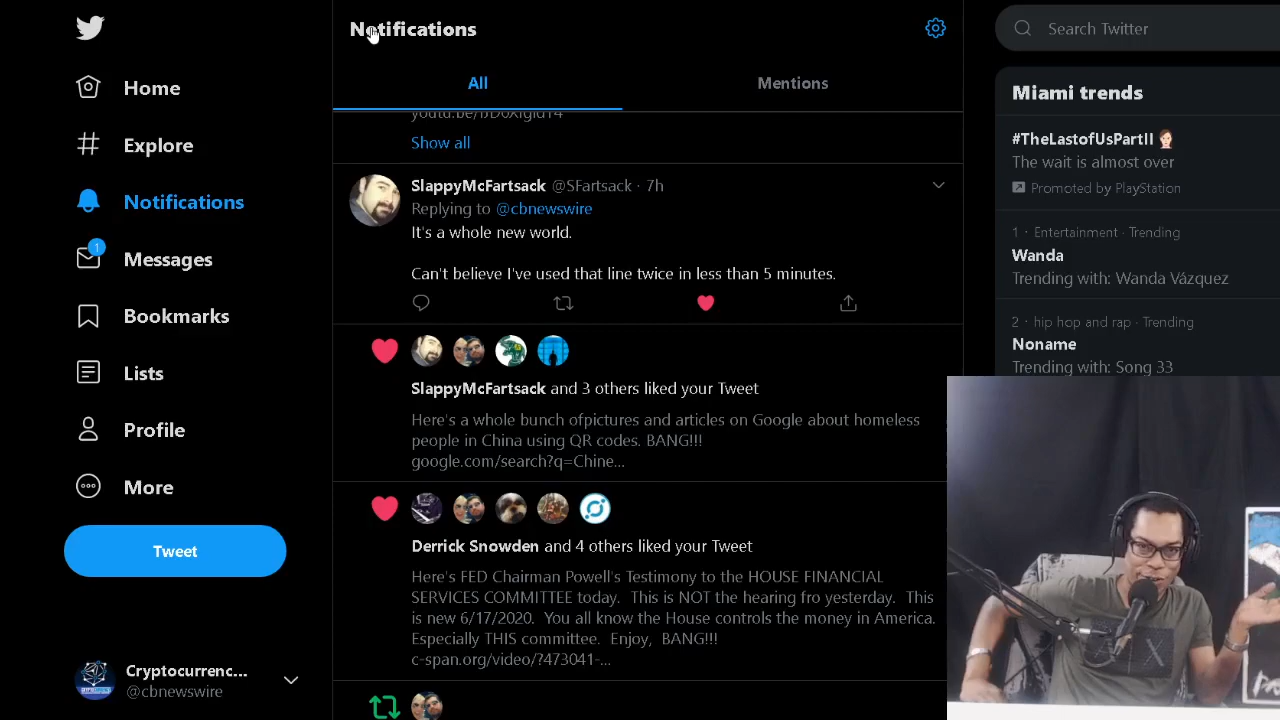 Notifications
Search Twitter
All
Mentions
Home
Explore
Notifications
1
Messages
Bookmarks
Lists
Profile
More
Tweet
Cryptocurrenc...
@cbnewswire
Show all
SlappyMcFartsack @SFartsack · 7h
Replying to @cbnewswire
It's a whole new world.
Can't believe I've used that line twice in less than 5 minutes.
SlappyMcFartsack and 3 others liked your Tweet
Here's a whole bunch ofpictures and articles on Google about homeless
people in China using QR codes. BANG!!!
google.com/search?q=Chine...
Derrick Snowden and 4 others liked your Tweet
Here's FED Chairman Powell's Testimony to the HOUSE FINANCIAL
SERVICES COMMITTEE today. This is NOT the hearing fro yesterday. This
is new 6/17/2020. You all know the House controls the money in America.
Especially THIS committee. Enjoy, BANG!!!
c-span.org/video/?473041-...
Miami trends
#TheLastofUsPartII
The wait is almost over
Promoted by PlayStation
1 · Entertainment · Trending
Wanda
Trending with: Wanda Vázquez
2 · hip hop and rap · Trending
Noname
Trending with: Song 33